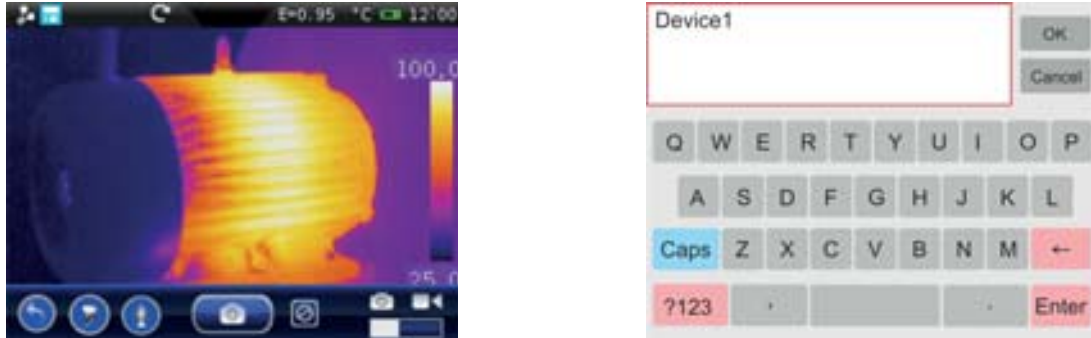 E=0.95 °C 12:00
100,0
25,0
Device1
OK
Cancel
Q W E R T Y U I O P
A S D F G H J K L
Caps Z X C V B N M ←
?123 , . Enter